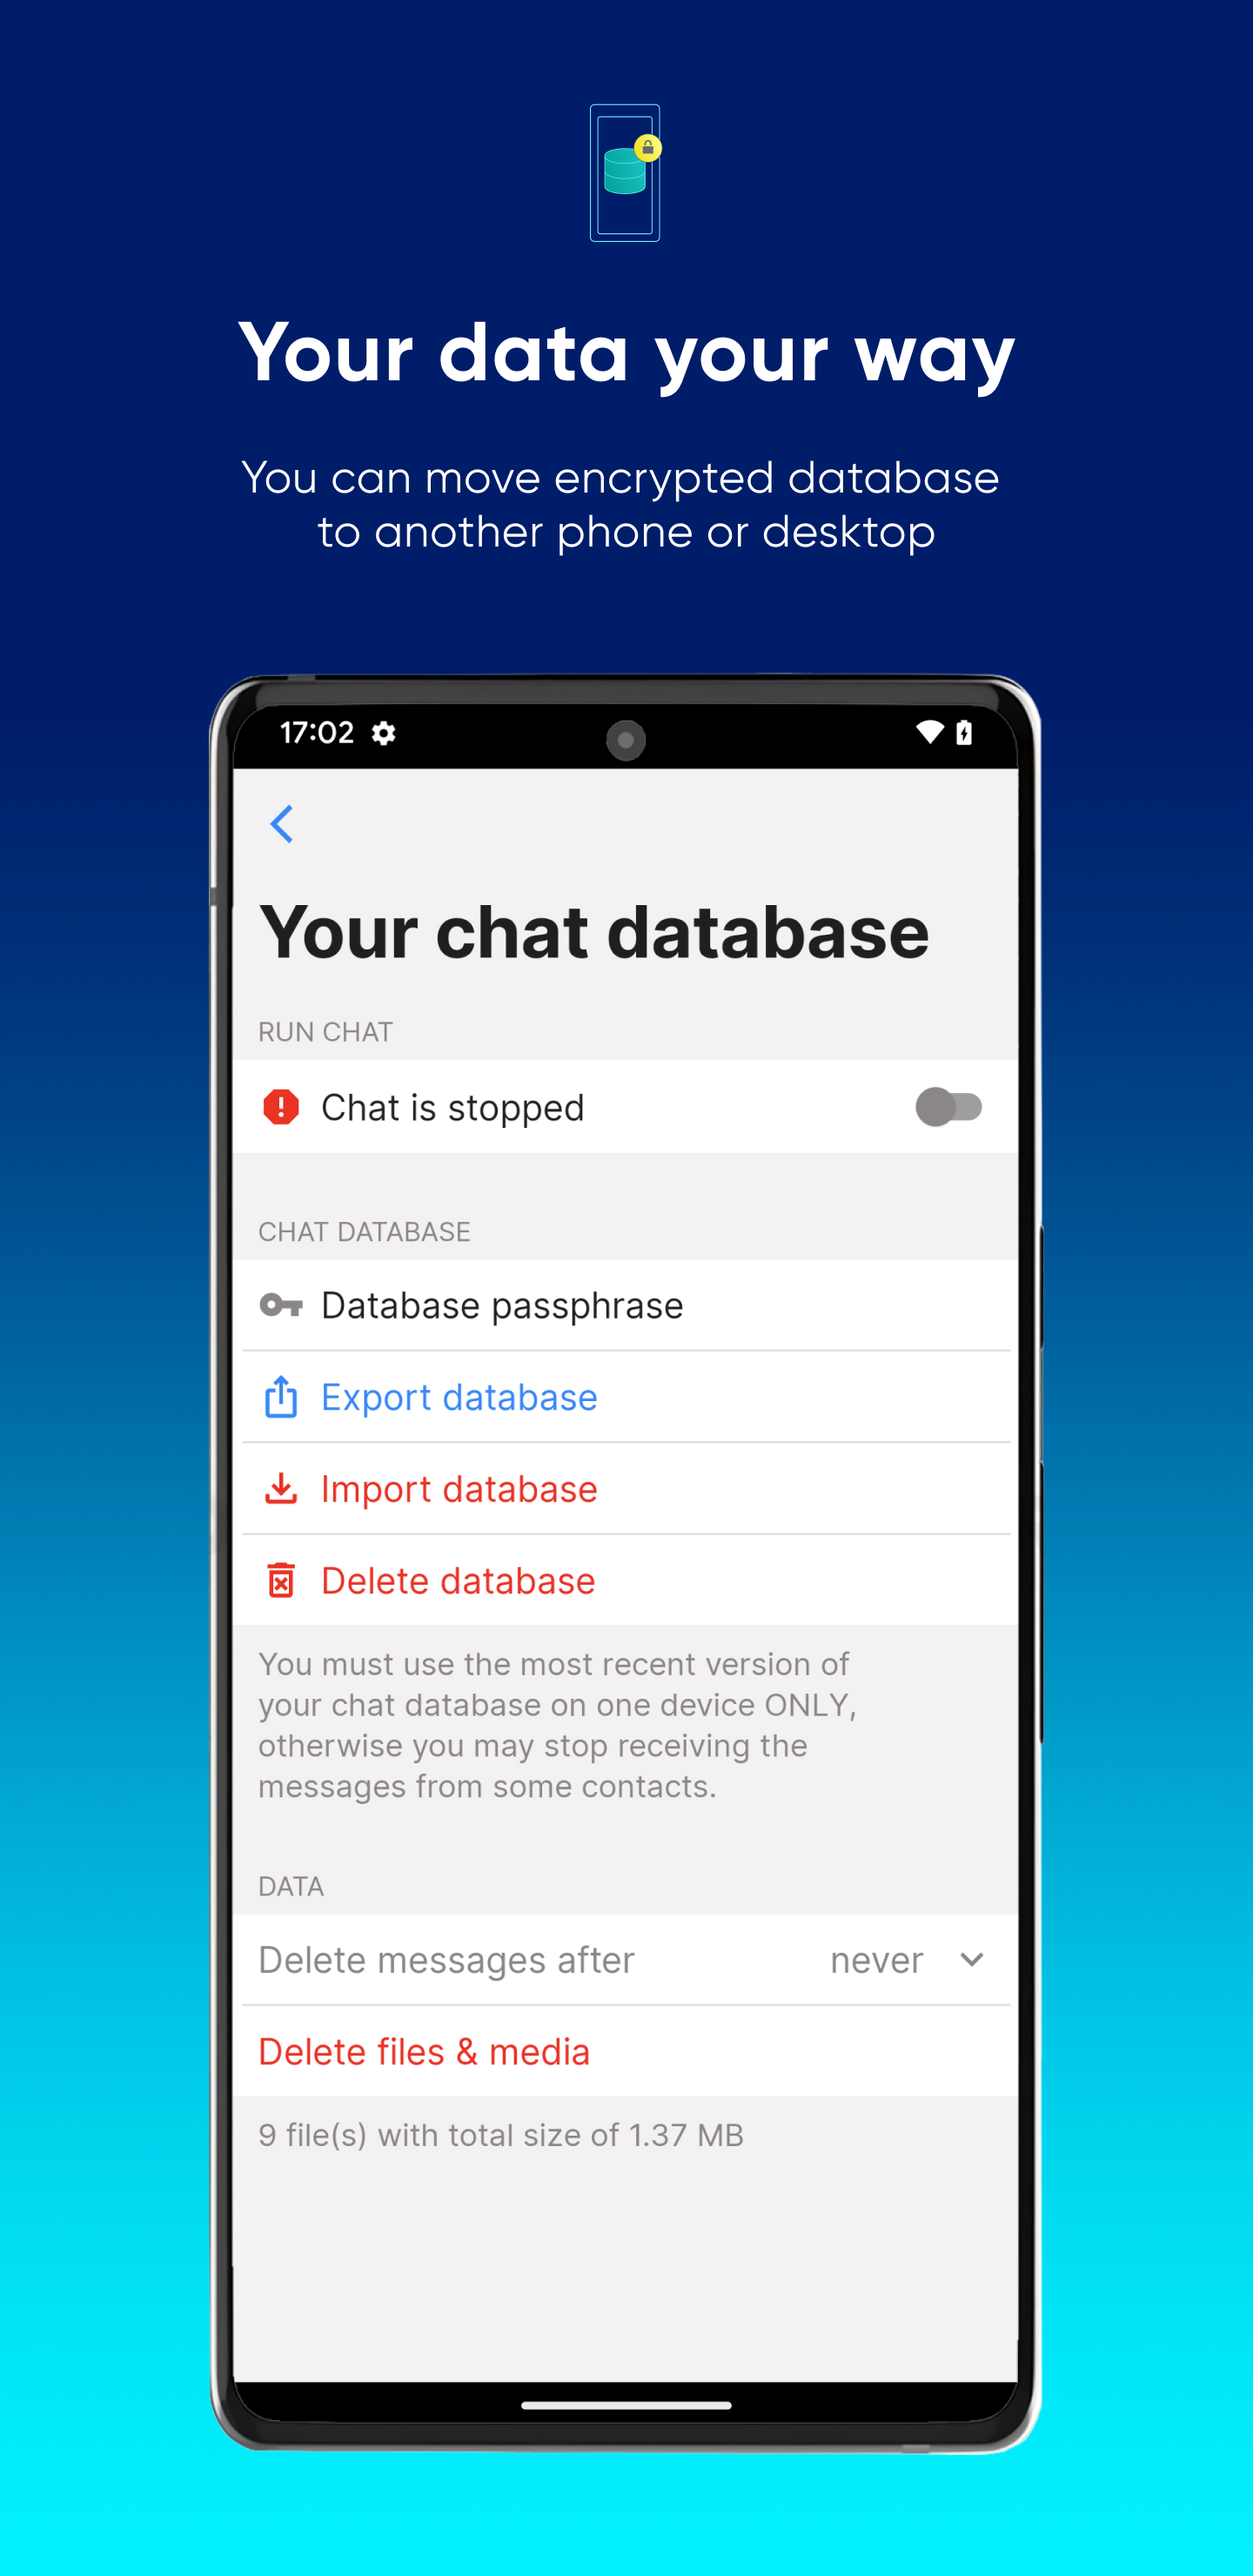 Your data your way
You can move encrypted database
to another phone or desktop
17:02
Your chat database
RUN CHAT
Chat is stopped
CHAT DATABASE
Database passphrase
Export database
Import database
Delete database
You must use the most recent version of
your chat database on one device ONLY,
otherwise you may stop receiving the
messages from some contacts.
DATA
Delete messages after never
Delete files & media
9 file(s) with total size of 1.37 MB